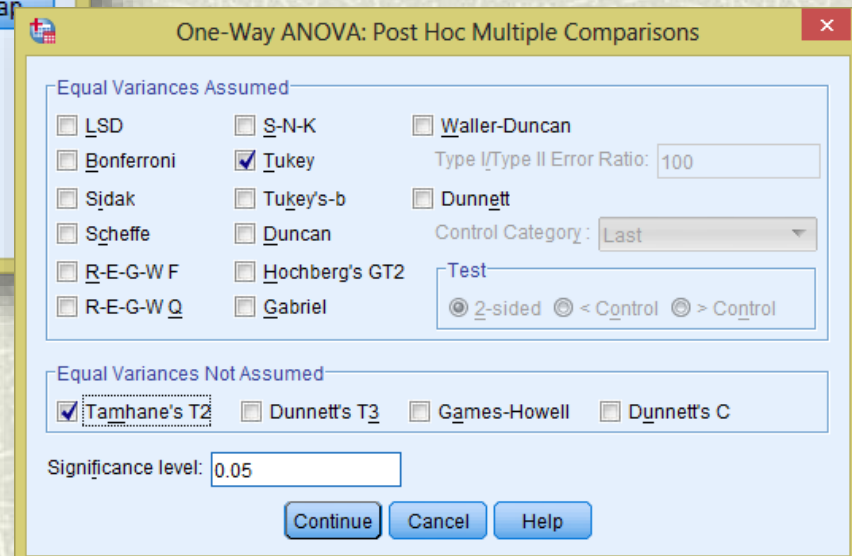 One-Way ANOVA: Post Hoc Multiple Comparisons
Equal Variances Assumed
LSD S-N-K Waller-Duncan
Bonferroni Tukey Type I/Type II Error Ratio: 100
Sidak Tukey's-b Dunnett
Scheffe Duncan Control Category : Last
R-E-G-W F Hochberg's GT2 Test
R-E-G-W Q Gabriel 2-sided < Control > Control
Equal Variances Not Assumed
Tamhane's T2 Dunnett's T3 Games-Howell Dunnett's C
Significance level: 0.05
Continue Cancel Help